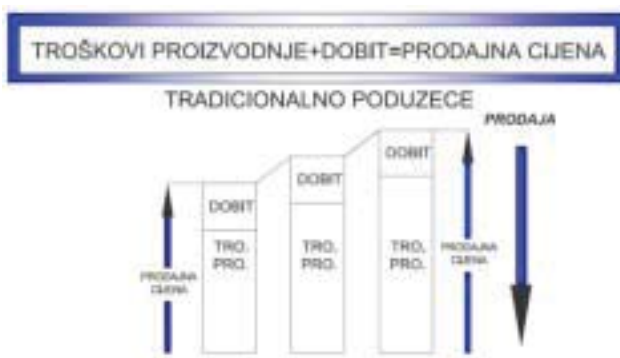 TROŠKOVI PROIZVODNJE+DOBIT=PRODAJNA CIJENA
TRADICIONALNO PODUZECE
PRODAJA
DOBIT
DOBIT
DOBIT
TRO.
PRO.
TRO.
PRO.
TRO.
PRO.
PRODAJNA
CIJENA
PRODAJNA
CIJENA